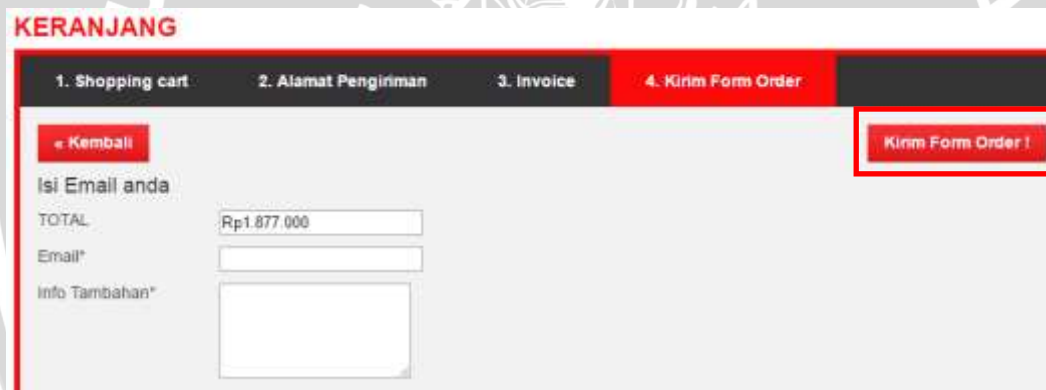 KERANJANG
1. Shopping cart 2. Alamat Pengiriman 3. Invoice 4. Kirim Form Order
« Kembali Kirim Form Order !
Isi Email anda
TOTAL Rp1.877.000
Email*
Info Tambahan*